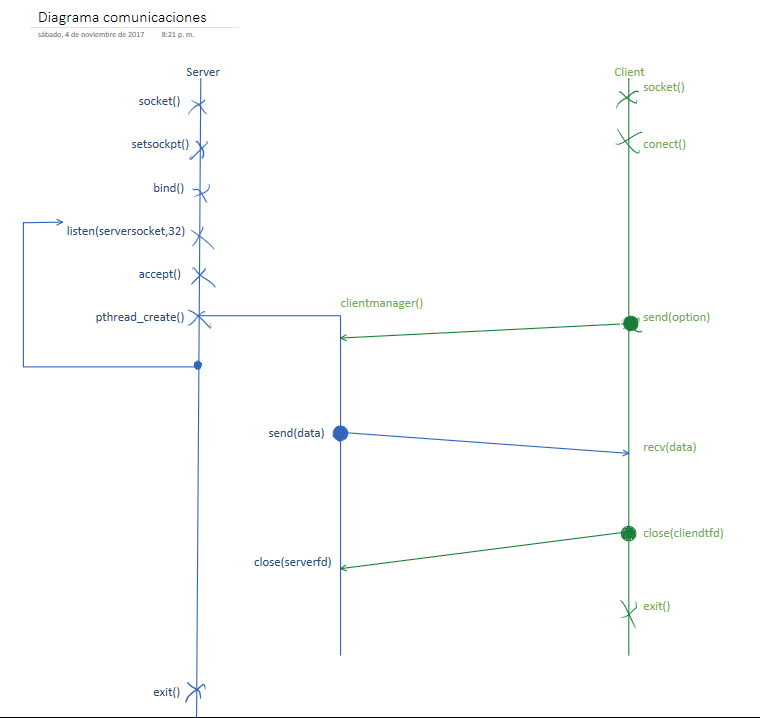 Diagrama comunicaciones
sábado, 4 de noviembre de 2017 8:21 p. m.
Server
Client
socket()
socket()
setsockpt()
conect()
bind()
listen(serversocket,32)
accept()
clientmanager()
pthread_create()
send(option)
send(data)
recv(data)
close(cliendtfd)
close(serverfd)
exit()
exit()